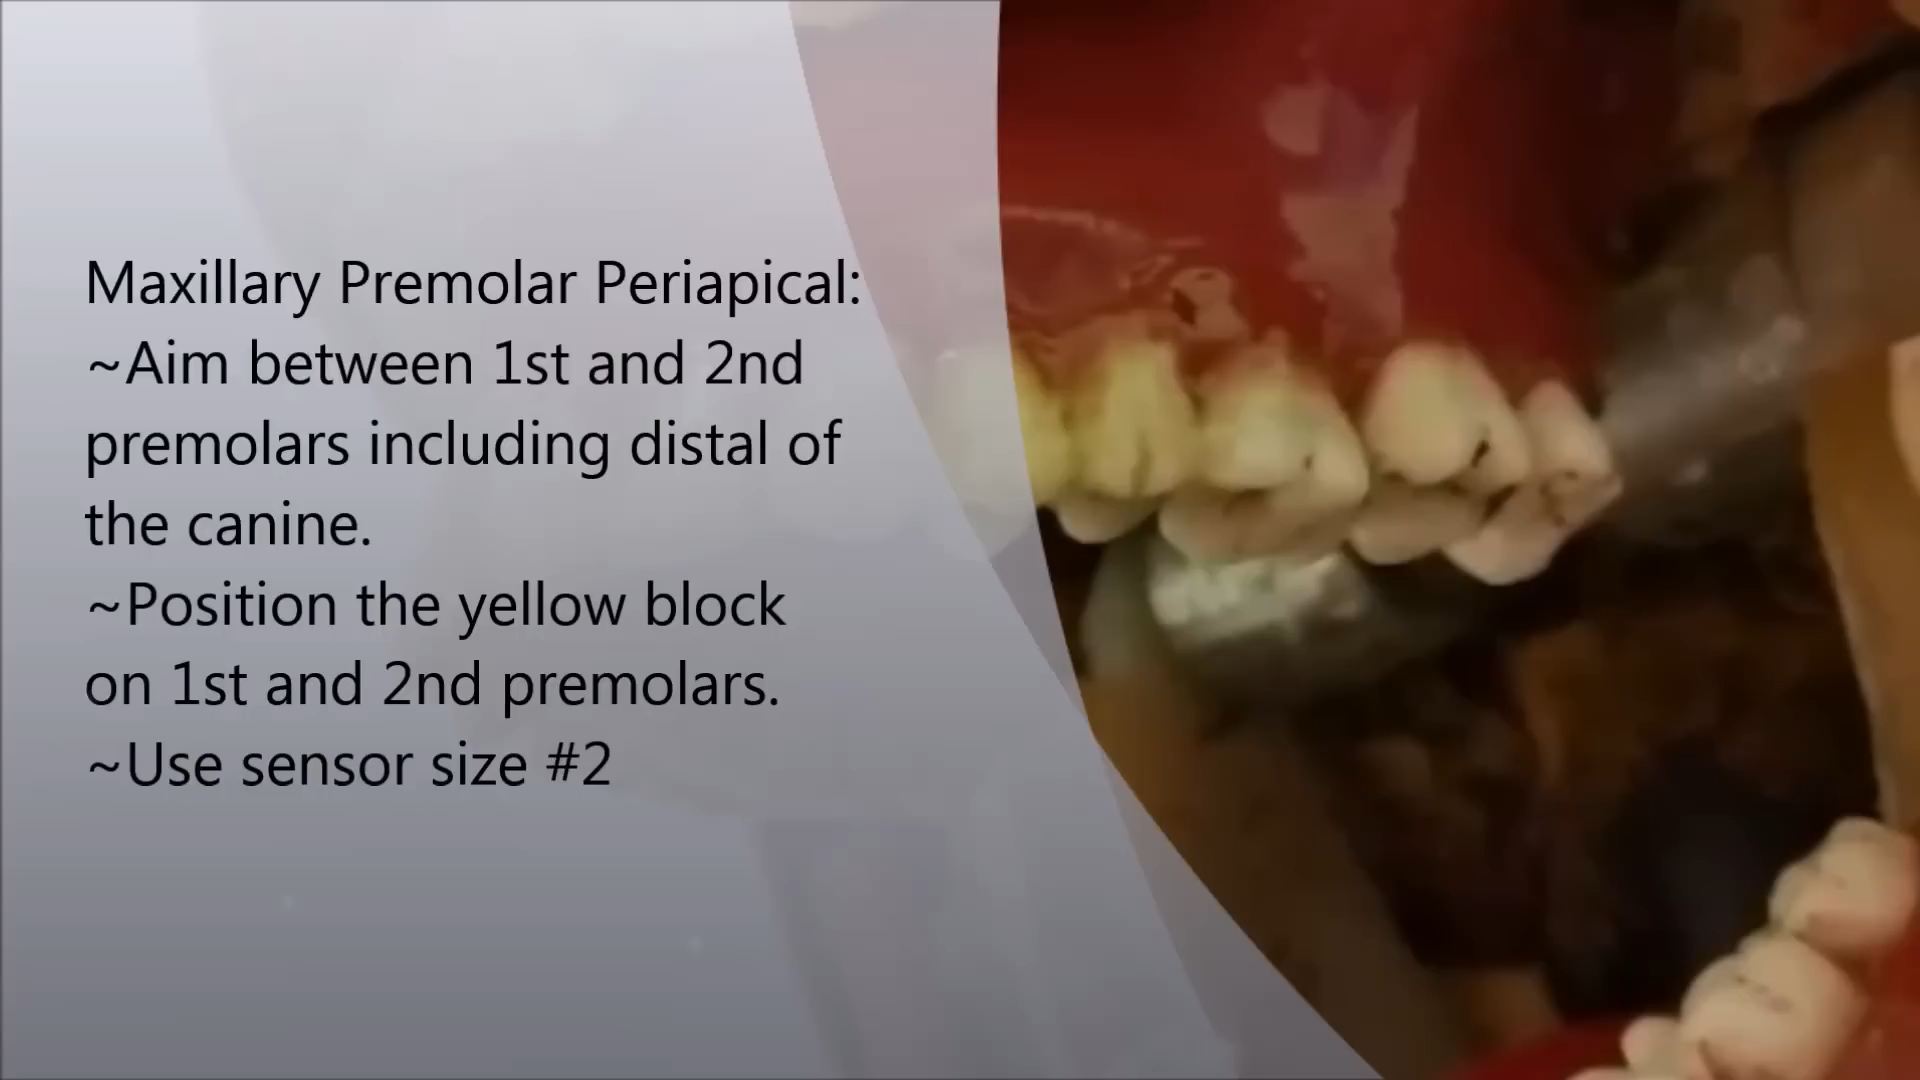 Maxillary Premolar Periapical:
~Aim between 1st and 2nd
premolars including distal of
the canine.
~Position the yellow block
on 1st and 2nd premolars.
~Use sensor size #2